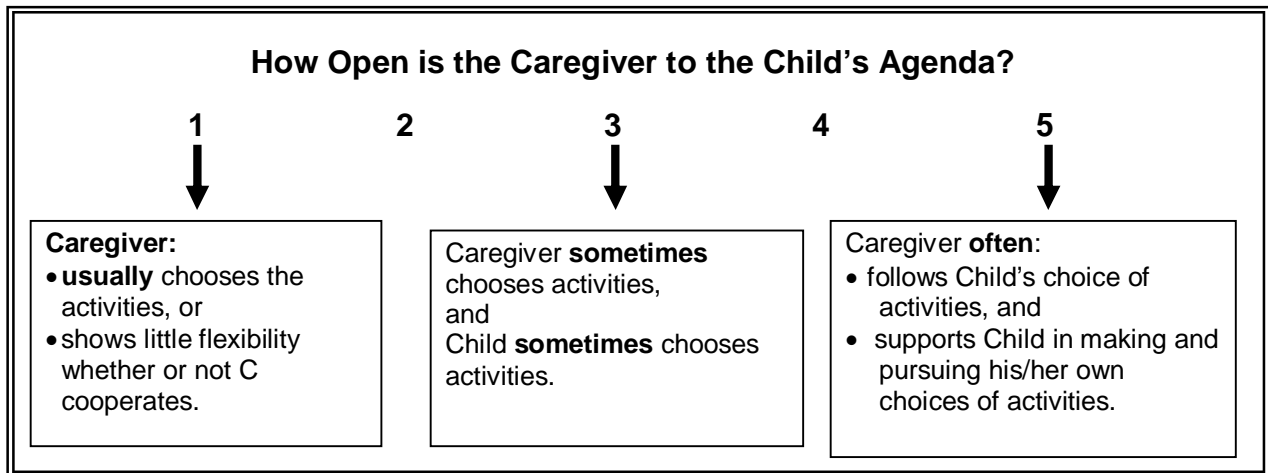 How Open is the Caregiver to the Child’s Agenda?
1 2 3 4 5
Caregiver:
• usually chooses the
activities, or
• shows little flexibility
whether or not C
cooperates.
Caregiver sometimes
chooses activities,
and
Child sometimes chooses
activities.
Caregiver often:
• follows Child’s choice of
activities, and
• supports Child in making and
pursuing his/her own
choices of activities.